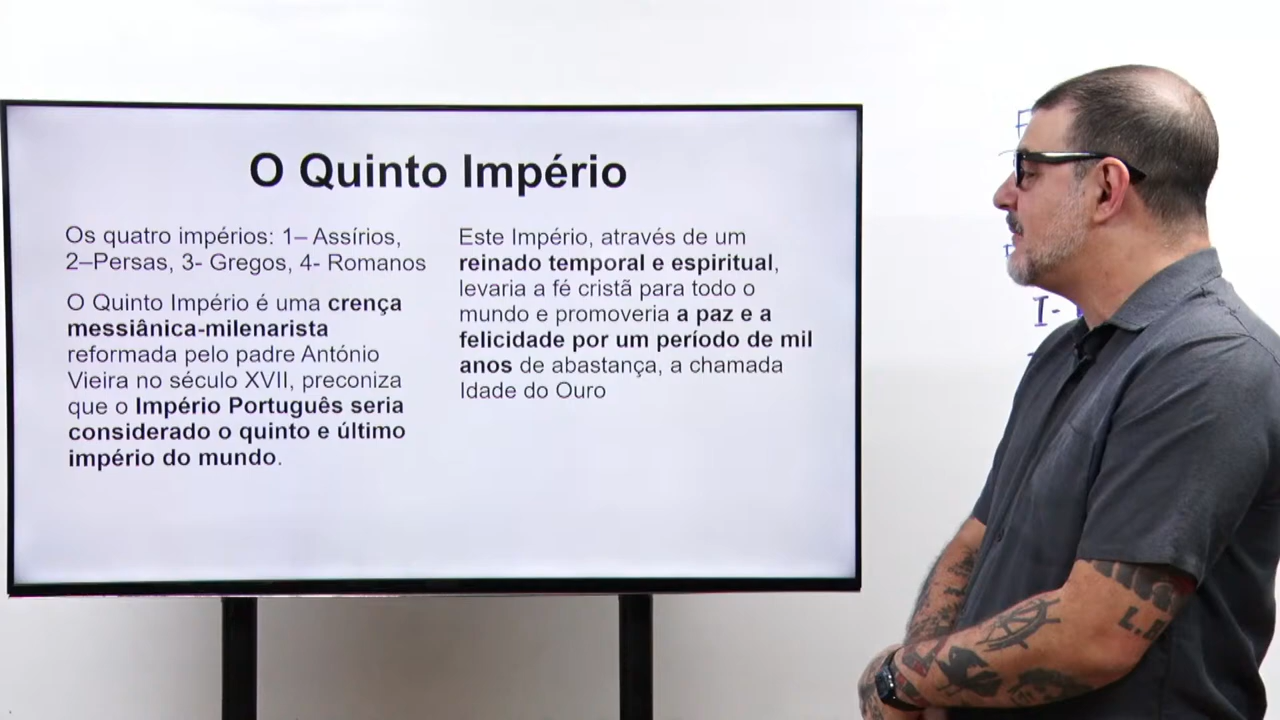 O Quinto Império
Os quatro impérios: 1– Assírios,
2–Persas, 3- Gregos, 4- Romanos
O Quinto Império é uma crença
messiânica-milenarista
reformada pelo padre António
Vieira no século XVII, preconiza
que o Império Português seria
considerado o quinto e último
império do mundo.
Este Império, através de um
reinado temporal e espiritual,
levaria a fé cristã para todo o
mundo e promoveria a paz e a
felicidade por um período de mil
anos de abastança, a chamada
Idade do Ouro
I-